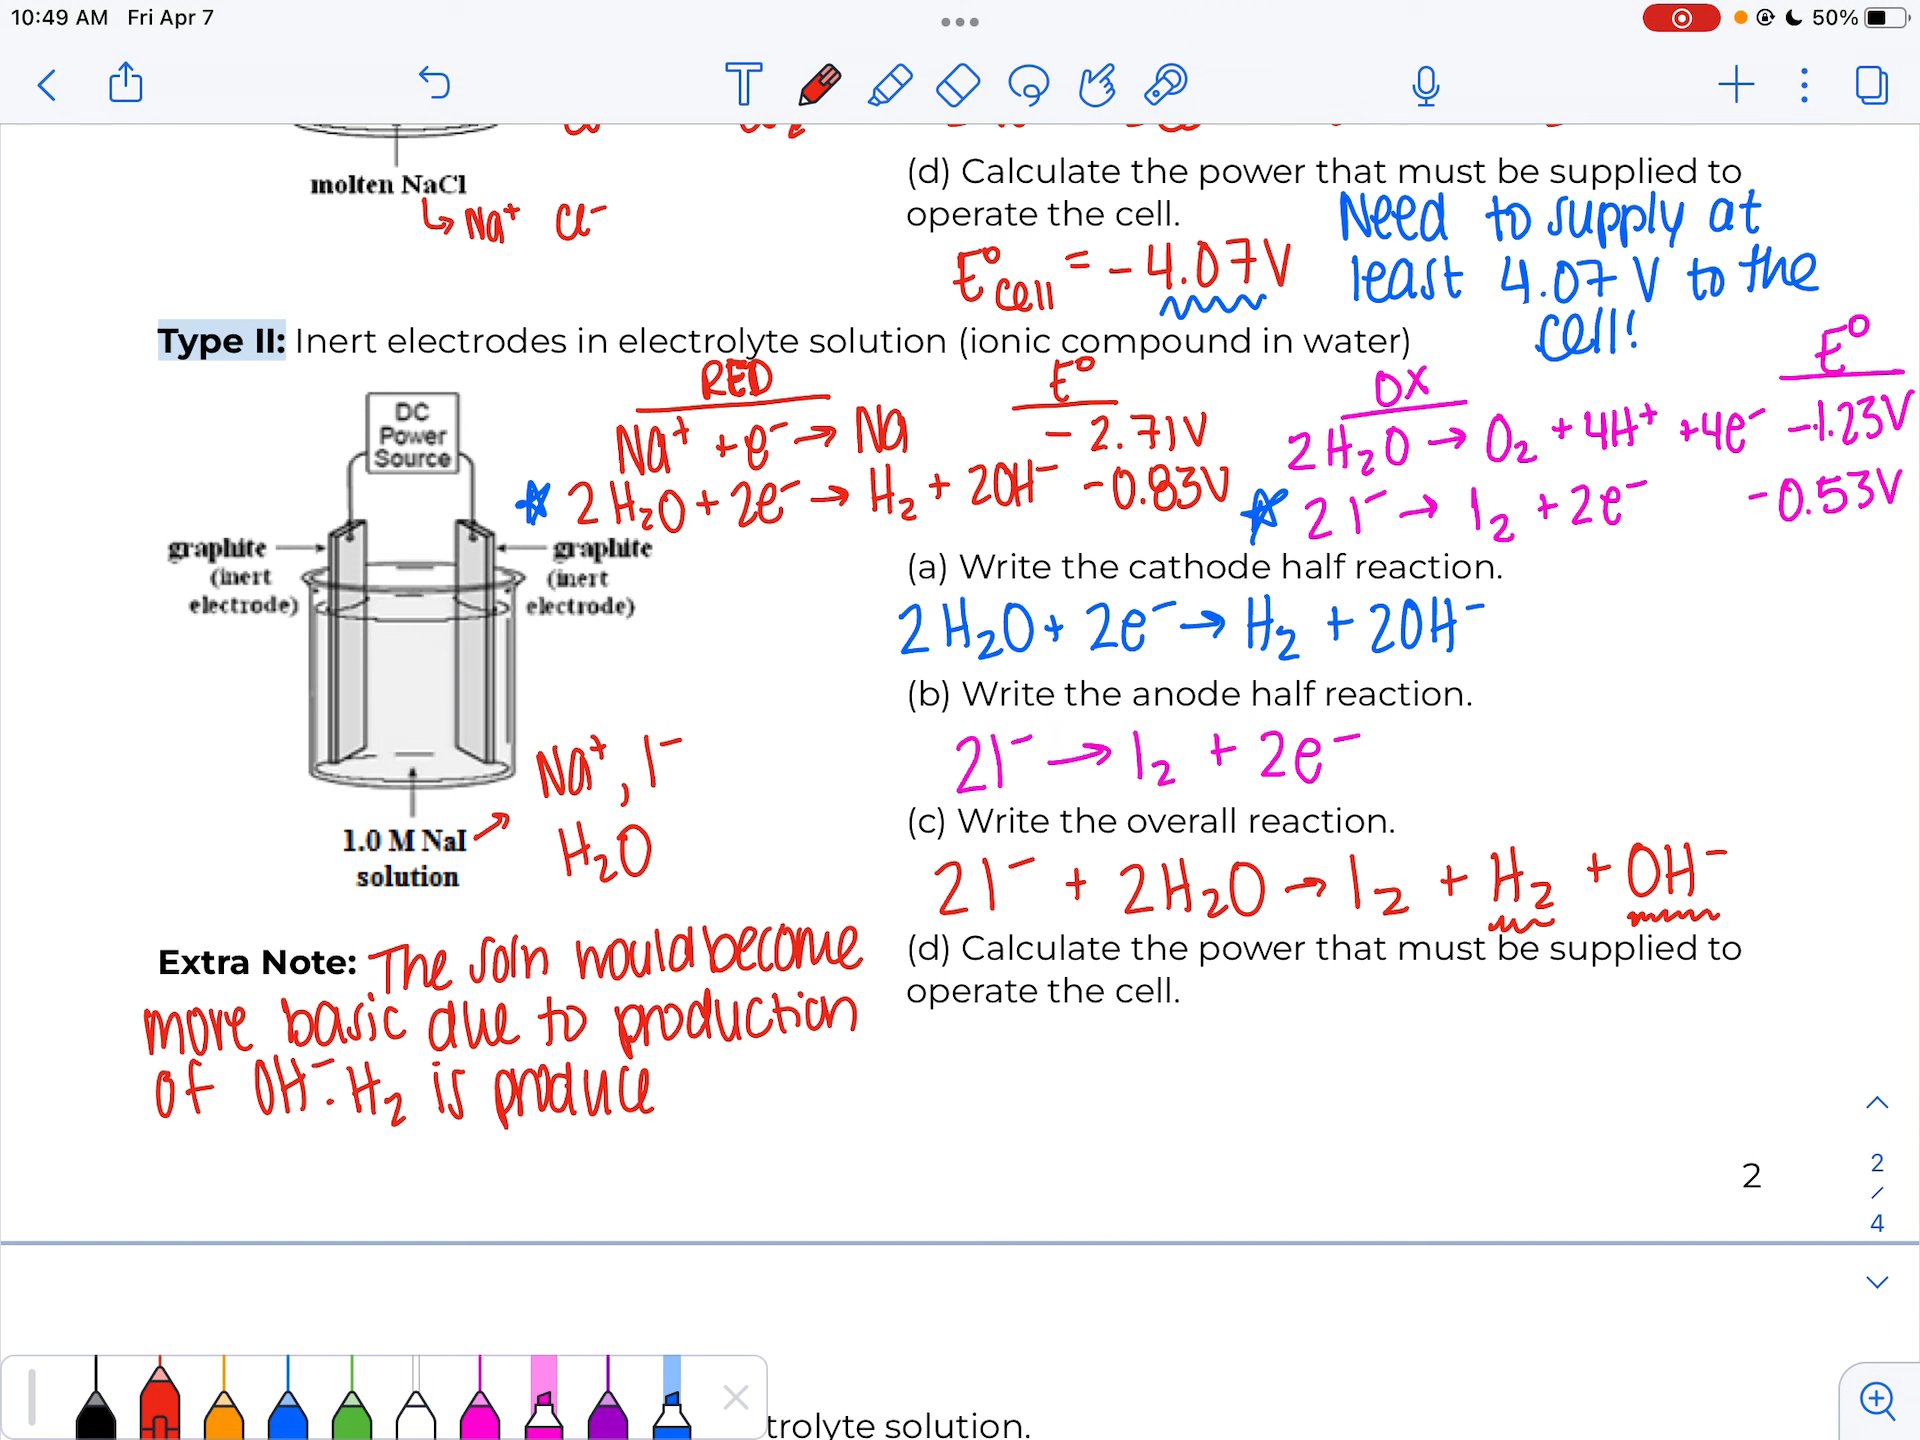 10:49 AM Fri Apr 7
50%
molten NaCl
↳ Na⁺ Cl⁻
(d) Calculate the power that must be supplied to
operate the cell.
E°cell = -4.07V
Need to supply at
least 4.07 V to the
cell!
Type II: Inert electrodes in electrolyte solution (ionic compound in water)
RED E°
Na⁺ + e⁻ → Na - 2.71V
☆ 2H₂O + 2e⁻ → H₂ + 2OH⁻ -0.83V
OX E°
2H₂O → O₂ + 4H⁺ + 4e⁻ -1.23V
☆ 2I⁻ → I₂ + 2e⁻ -0.53V
DC
Power
Source
graphite
(inert
electrode)
graphite
(inert
electrode)
1.0 M NaI
solution
Na⁺, I⁻
H₂O
(a) Write the cathode half reaction.
2H₂O + 2e⁻ → H₂ + 2OH⁻
(b) Write the anode half reaction.
2I⁻ → I₂ + 2e⁻
(c) Write the overall reaction.
2I⁻ + 2H₂O → I₂ + H₂ + OH⁻
(d) Calculate the power that must be supplied to
operate the cell.
Extra Note: The soln would become
more basic due to production
of OH⁻. H₂ is produce
2
2
/
4
trolyte solution.